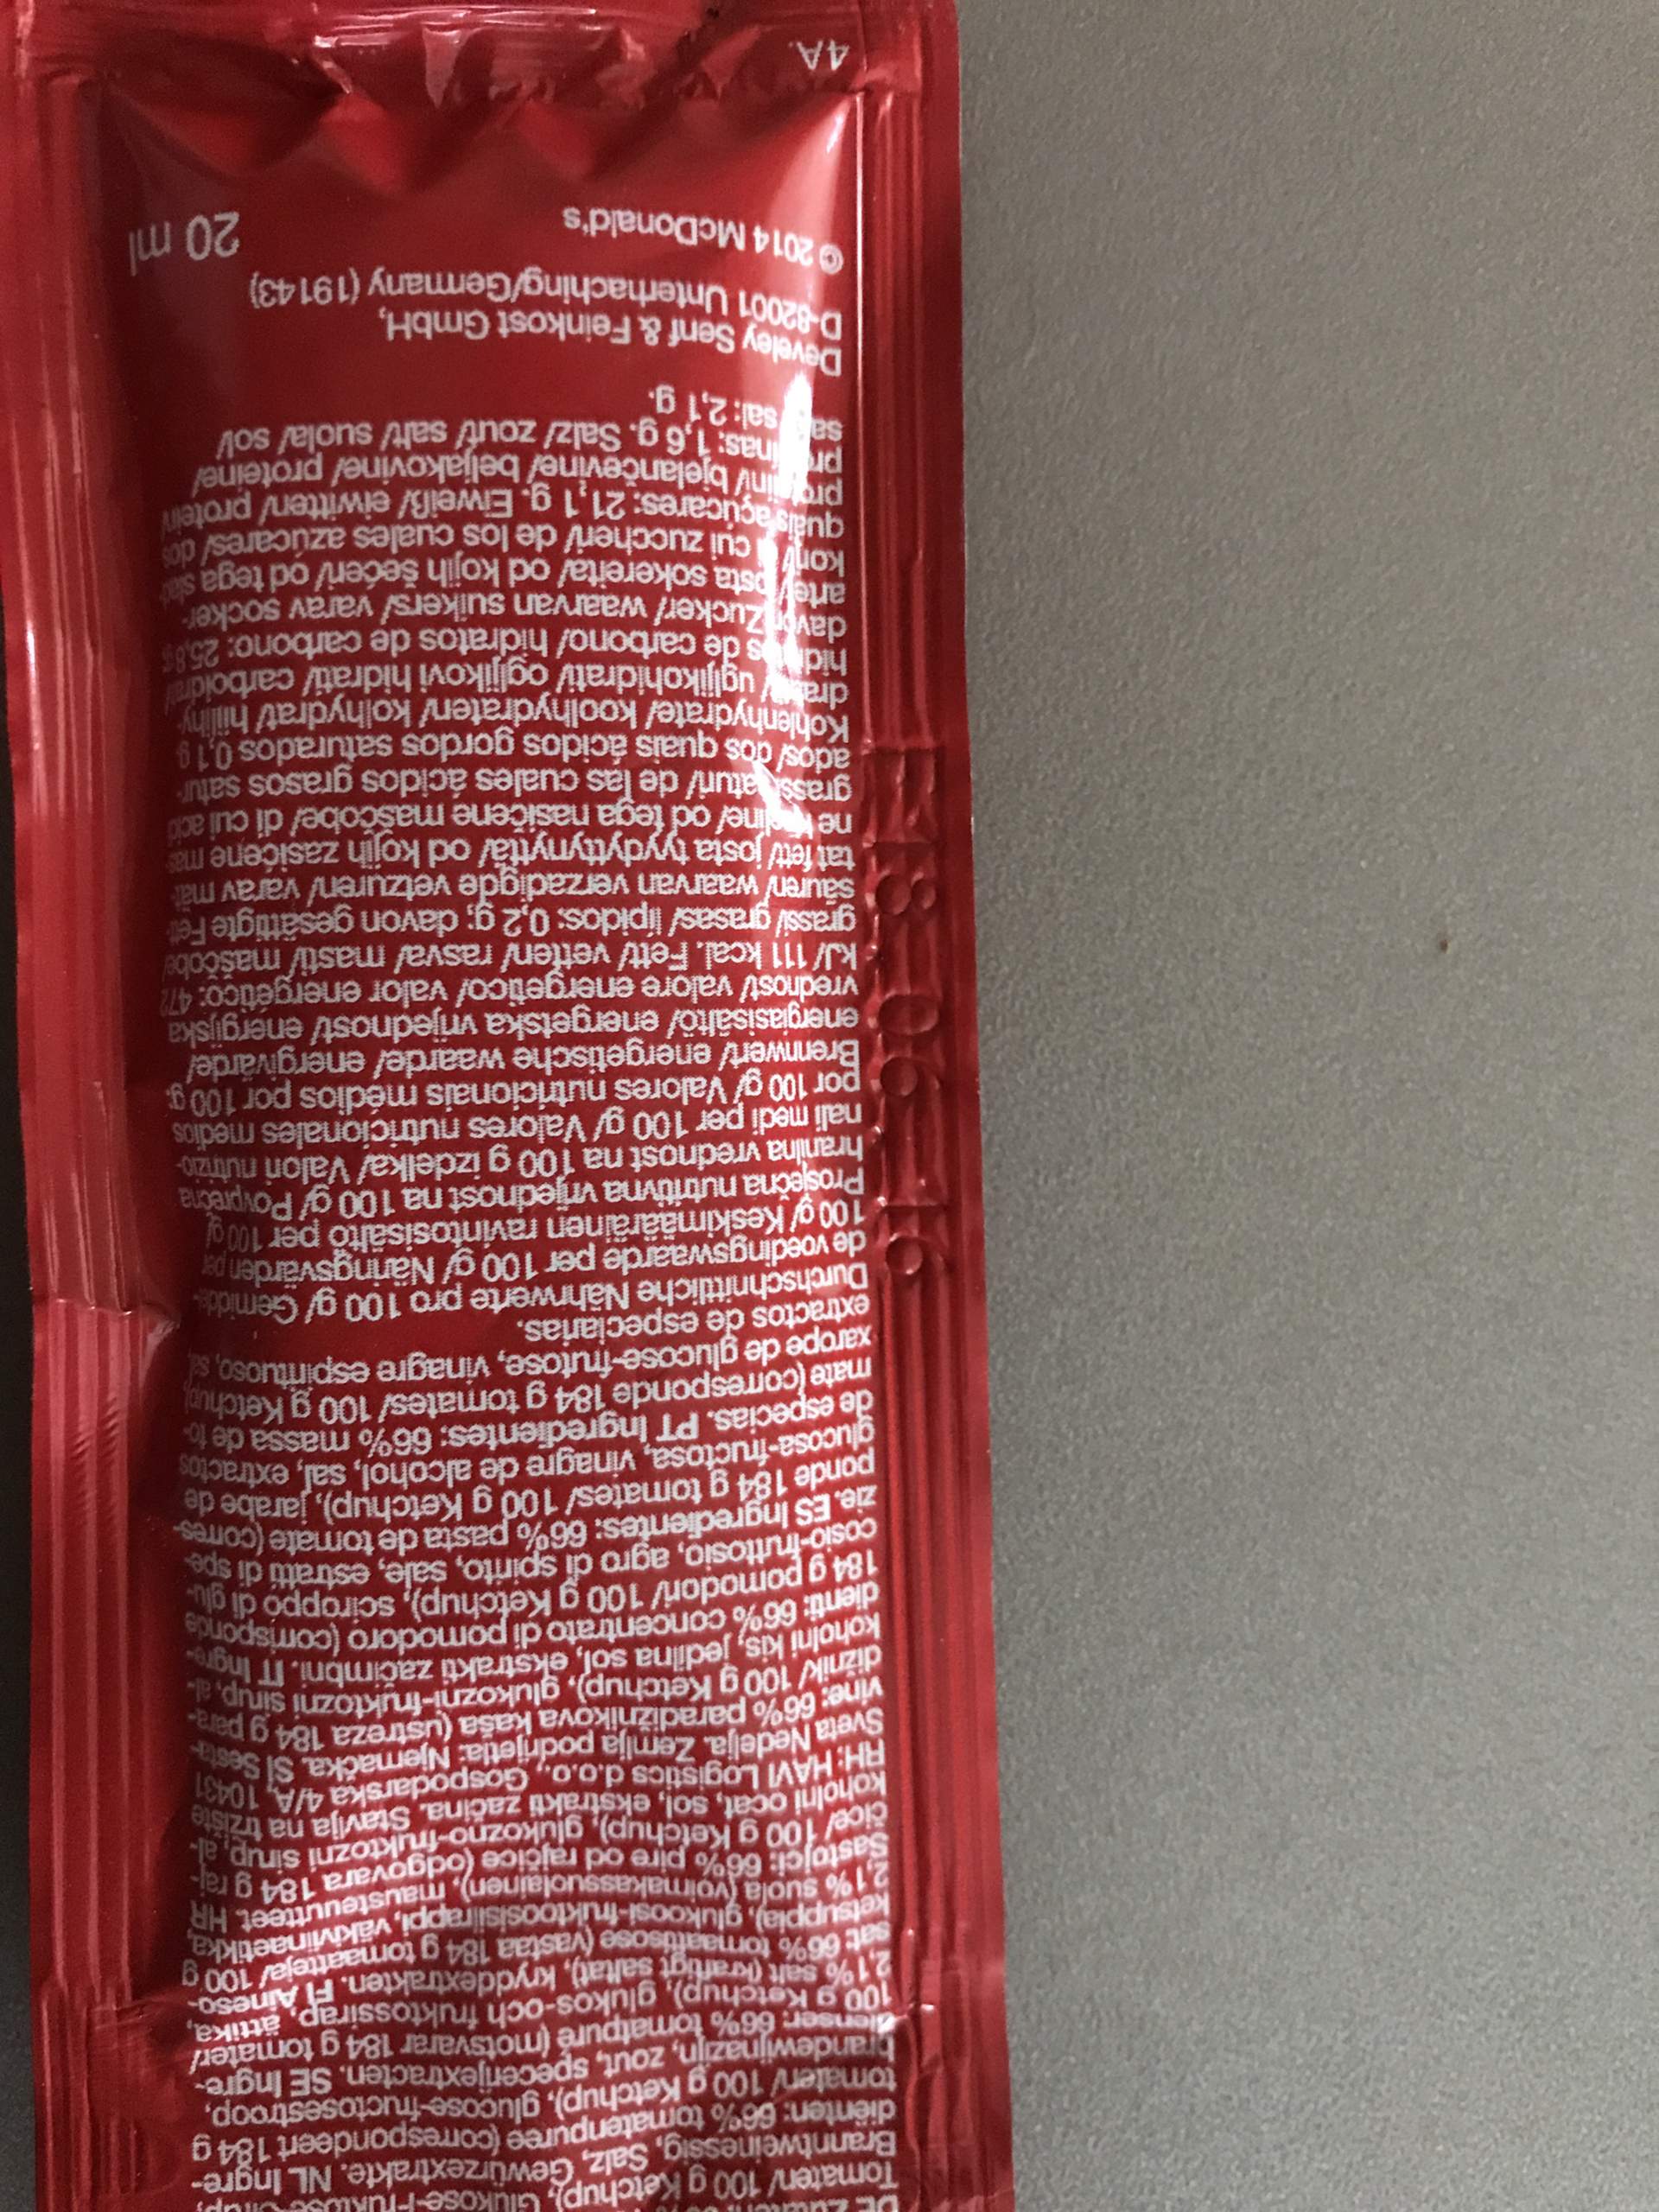 DE Zutaten:
Tomaten/ 100 g Ketchup), Glukose-Fruktose-Sirup,
Branntweinessig, Salz, Gewürzextrakte. NL Ingre-
diënten: 66% tomatenpuree (correspondeert 184 g
tomaten/ 100 g Ketchup), glucose-fructosestroop,
brandewijnazijn, zout, specerijenextracten. SE Ingre-
dienser: 66% tomatpuré (motsvarar 184 g tomater/
100 g Ketchup), glukos-och fruktossirap, ättika,
2,1% salt (kraftigt saltat), kryddextrakten. FI Aineso-
sat: 66% tomaattisose (vastaa 184 g tomaatteja/ 100 g
ketsuppia), glukoosi-fruktoosisiirappi, väkiviinaetikka,
2,1% suola (voimakassuolainen), mausteuutteet. HR
Sastojci: 66% pire od rajčice (odgovara 184 g raj-
čice/ 100 g Ketchup), glukozno-fruktozni sirup, al-
koholni ocat, sol, ekstrakti začina. Stavlja na tržište
RH: HAVI Logistics d.o.o., Gospodarska 4/A, 10431
Sveta Nedelja. Zemlja podrijetla: Njemačka. SI Sesta-
vine: 66% paradižnikova kaša (ustreza 184 g para-
dižnik/ 100 g Ketchup), glukozni-fruktozni sirup, al-
koholni kis, jedilna sol, ekstrakti začimbni. IT Ingre-
dienti: 66% concentrato di pomodoro (corrisponde
184 g pomodori/ 100 g Ketchup), sciroppo di glu-
cosio-fruttosio, agro di spirito, sale, estratti di spe-
zie. ES Ingredientes: 66% pasta de tomate (corres-
ponde 184 g tomates/ 100 g Ketchup), jarabe de
glucosa-fructosa, vinagre de alcohol, sal, extractos
de especias. PT Ingredientes: 66% massa de to-
mate (corresponde 184 g tomates/ 100 g Ketchup),
xarope de glucose-frutose, vinagre espirituoso, sal,
extractos de especiarias.
Durchschnittliche Nährwerte pro 100 g/ Gemiddel-
de voedingswaarde per 100 g/ Näringsvärden per
100 g/ Keskimääräinen ravintosisältö per 100 g/
Prosječna nutritivna vrijednost na 100 g/ Povprečna
hranilna vrednost na 100 g izdelka/ Valori nutrizio-
nali medi per 100 g/ Valores nutricionales medios
por 100 g/ Valores nutricionais médios por 100 g.
Brennwert/ energetische waarde/ energivärde/
energiasisältö/ energetska vrijednost/ energijska
vrednost/ valore energetico/ valor energético: 472
kJ/ 111 kcal. Fett/ vetten/ rasva/ masti/ maščobe/
grassi/ grasas/ lípidos: 0,2 g; davon gesättigte Fett-
säuren/ waarvan verzadigde vetzuren/ varav mät-
tat fett/ josta tyydyttynyttä/ od kojih zasićene mas-
ne od tega nasičene maščobe/ di cui acidi
grassi saturi/ de las cuales ácidos grasos satur-
ados/ dos quais ácidos gordos saturados 0,1 g
Kohlenhydrate/ koolhydraten/ kolhydrat/ hiilihy-
ugljikohidrati/ ogljikovi hidrati/ carboidrati/
de carbono/ hidratos de carbono: 25,8 g
davon Zucker/ waarvan suikers/ varav socker-
arter/ josta sokereita/ od kojih šećeri/ od tega slad-
kor/ di cui zuccheri/ de los cuales azúcares/ dos
quais açúcares: 21,1 g. Eiweiß/ eiwitten/ protein/
bjelančevine/ beljakovine/ proteine/
1,6 g. Salz/ zout/ salt/ suola/ sol/
sal: 2,1 g.
Develey Senf & Feinkost GmbH,
D-82001 Unterhaching/Germany (19143)
© 2014 McDonald's
20 ml
4A.